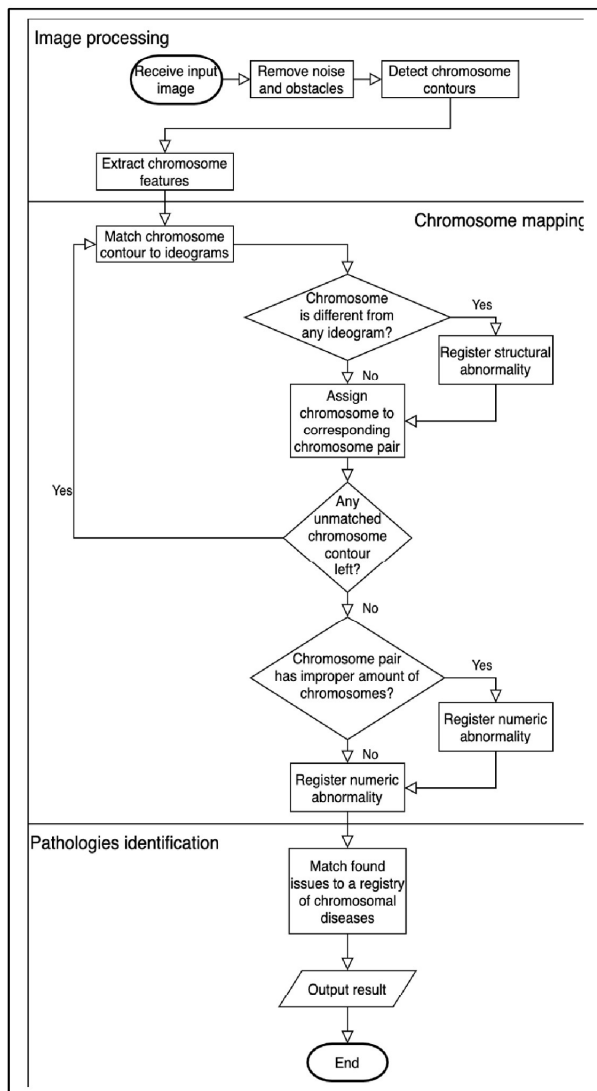 Image processing
Receive input
image
Remove noise
and obstacles
Detect chromosome
contours
Extract chromosome
features
Chromosome mapping
Match chromosome
contour to ideograms
Chromosome
is different from
any ideogram?
Yes
Register structural
abnormality
No
Assign
chromosome to
corresponding
chromosome pair
Yes
Any
unmatched
chromosome
contour
left?
No
Chromosome pair
has improper amount of
chromosomes?
Yes
Register numeric
abnormality
No
Register numeric
abnormality
Pathologies identification
Match found
issues to a registry
of chromosomal
diseases
Output result
End